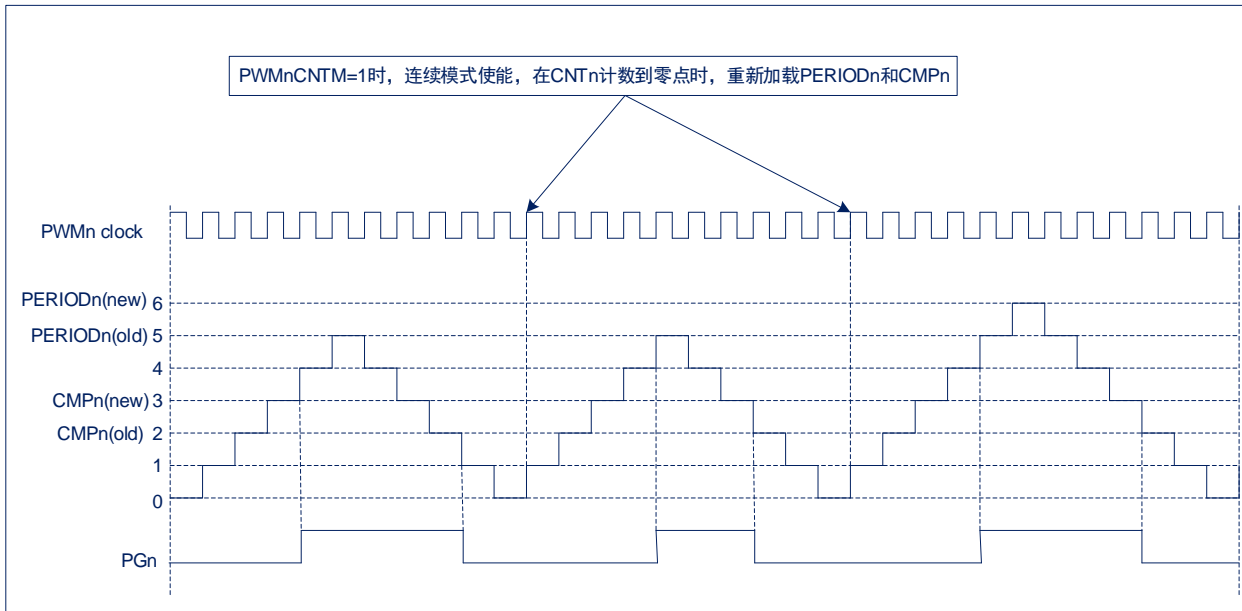 PWMnCNTM=1时，连续模式使能，在CNTn计数到零点时，重新加载PERIODn和CMPn
PWMn clock
PERIODn(new) 6
PERIODn(old) 5
4
CMPn(new) 3
CMPn(old) 2
1
0
PGn